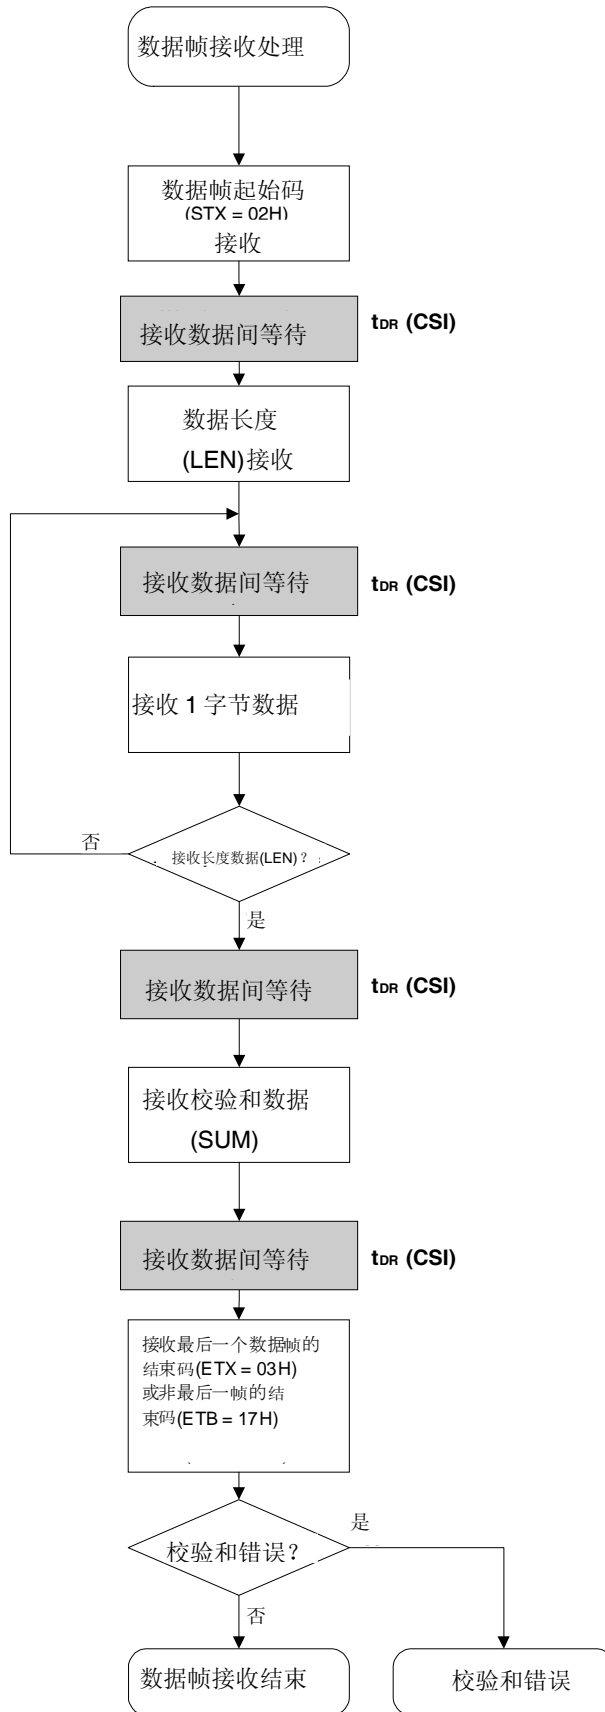 数据帧接收处理
数据帧起始码
(STX = 02H)
接收
接收数据间等待
tDR (CSI)
数据长度
(LEN)接收
接收数据间等待
tDR (CSI)
接收 1 字节数据
否
接收长度数据(LEN)?
是
接收数据间等待
tDR (CSI)
接收校验和数据
(SUM)
接收数据间等待
tDR (CSI)
接收最后一个数据帧的
结束码(ETX = 03H)
或非最后一帧的结
束码(ETB = 17H)
校验和错误?
是
否
数据帧接收结束
校验和错误